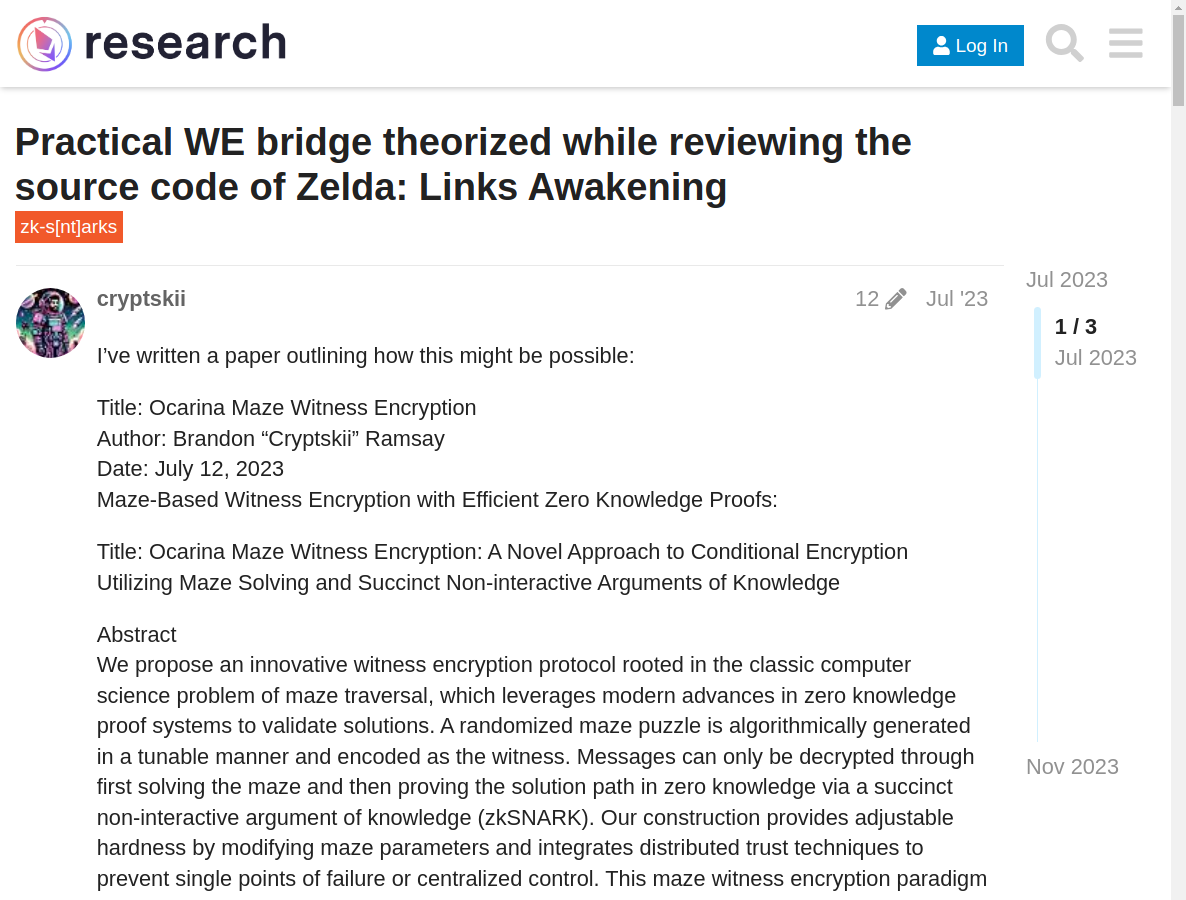 research
Log In
Practical WE bridge theorized while reviewing the
source code of Zelda: Links Awakening
zk-s[nt]arks
cryptskii
12
Jul '23
Jul 2023
1 / 3
Jul 2023
Nov 2023
I’ve written a paper outlining how this might be possible:
Title: Ocarina Maze Witness Encryption
Author: Brandon “Cryptskii” Ramsay
Date: July 12, 2023
Maze-Based Witness Encryption with Efficient Zero Knowledge Proofs:
Title: Ocarina Maze Witness Encryption: A Novel Approach to Conditional Encryption
Utilizing Maze Solving and Succinct Non-interactive Arguments of Knowledge
Abstract
We propose an innovative witness encryption protocol rooted in the classic computer
science problem of maze traversal, which leverages modern advances in zero knowledge
proof systems to validate solutions. A randomized maze puzzle is algorithmically generated
in a tunable manner and encoded as the witness. Messages can only be decrypted through
first solving the maze and then proving the solution path in zero knowledge via a succinct
non-interactive argument of knowledge (zkSNARK). Our construction provides adjustable
hardness by modifying maze parameters and integrates distributed trust techniques to
prevent single points of failure or centralized control. This maze witness encryption paradigm